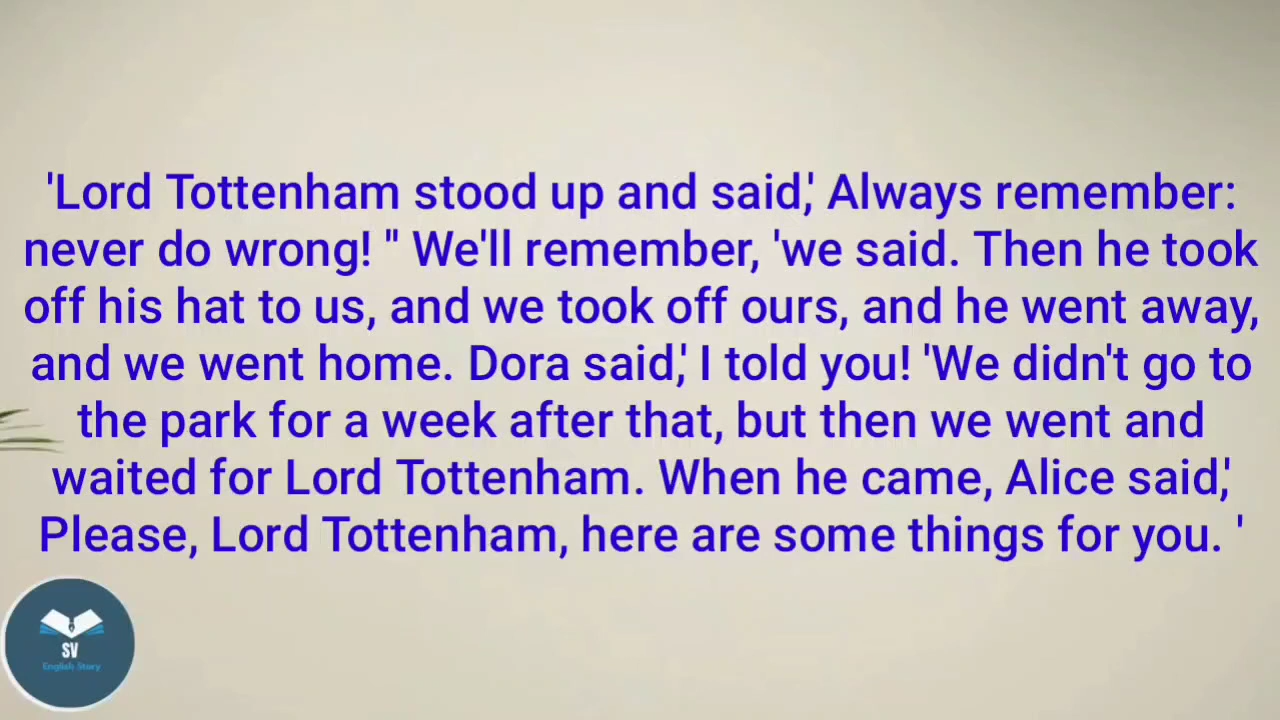 'Lord Tottenham stood up and said,' Always remember:
never do wrong! " We'll remember, 'we said. Then he took
off his hat to us, and we took off ours, and he went away,
and we went home. Dora said,' I told you! 'We didn't go to
the park for a week after that, but then we went and
waited for Lord Tottenham. When he came, Alice said,'
Please, Lord Tottenham, here are some things for you. '
SV
English Story